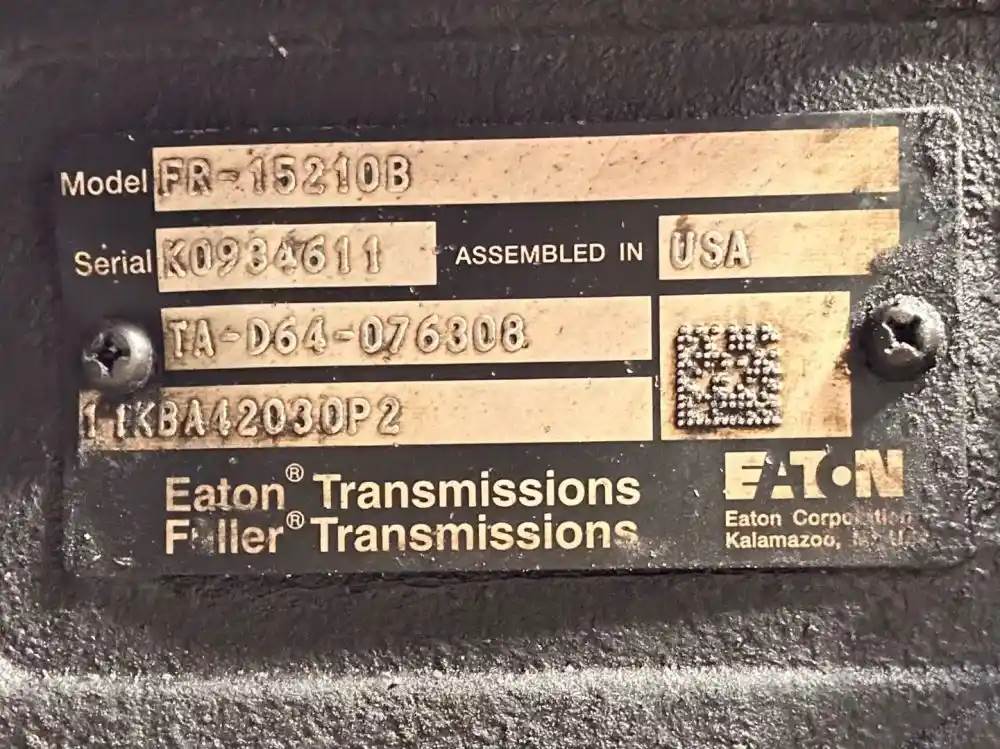 Model FR-15210B
Serial K0934611 ASSEMBLED IN USA
TA-D64-076308
11KBA42030P2
Eaton® Transmissions
Fuller® Transmissions
EATON
Eaton Corporation
Kalamazoo,